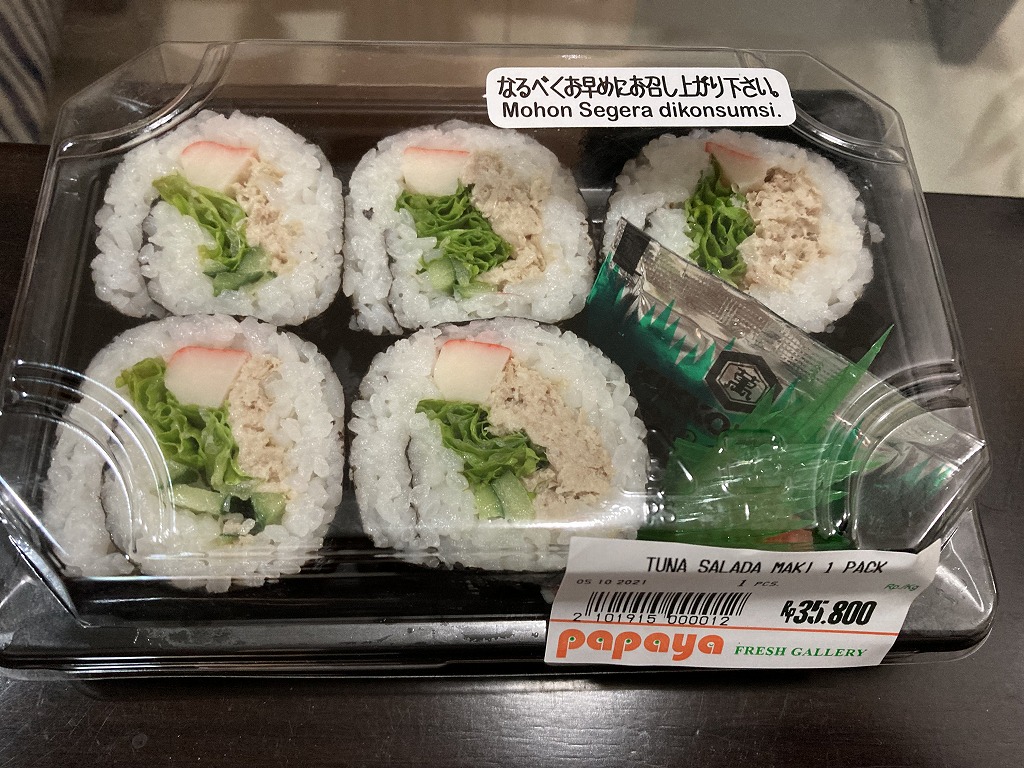 なるべくお早めにお召し上がり下さい。
Mohon Segera dikonsumsi.
TUNA SALADA MAKI 1 PACK
05 10 2021 1 PCS. Rp/Kg
Rp35.800
2 101915 000012
papaya FRESH GALLERY